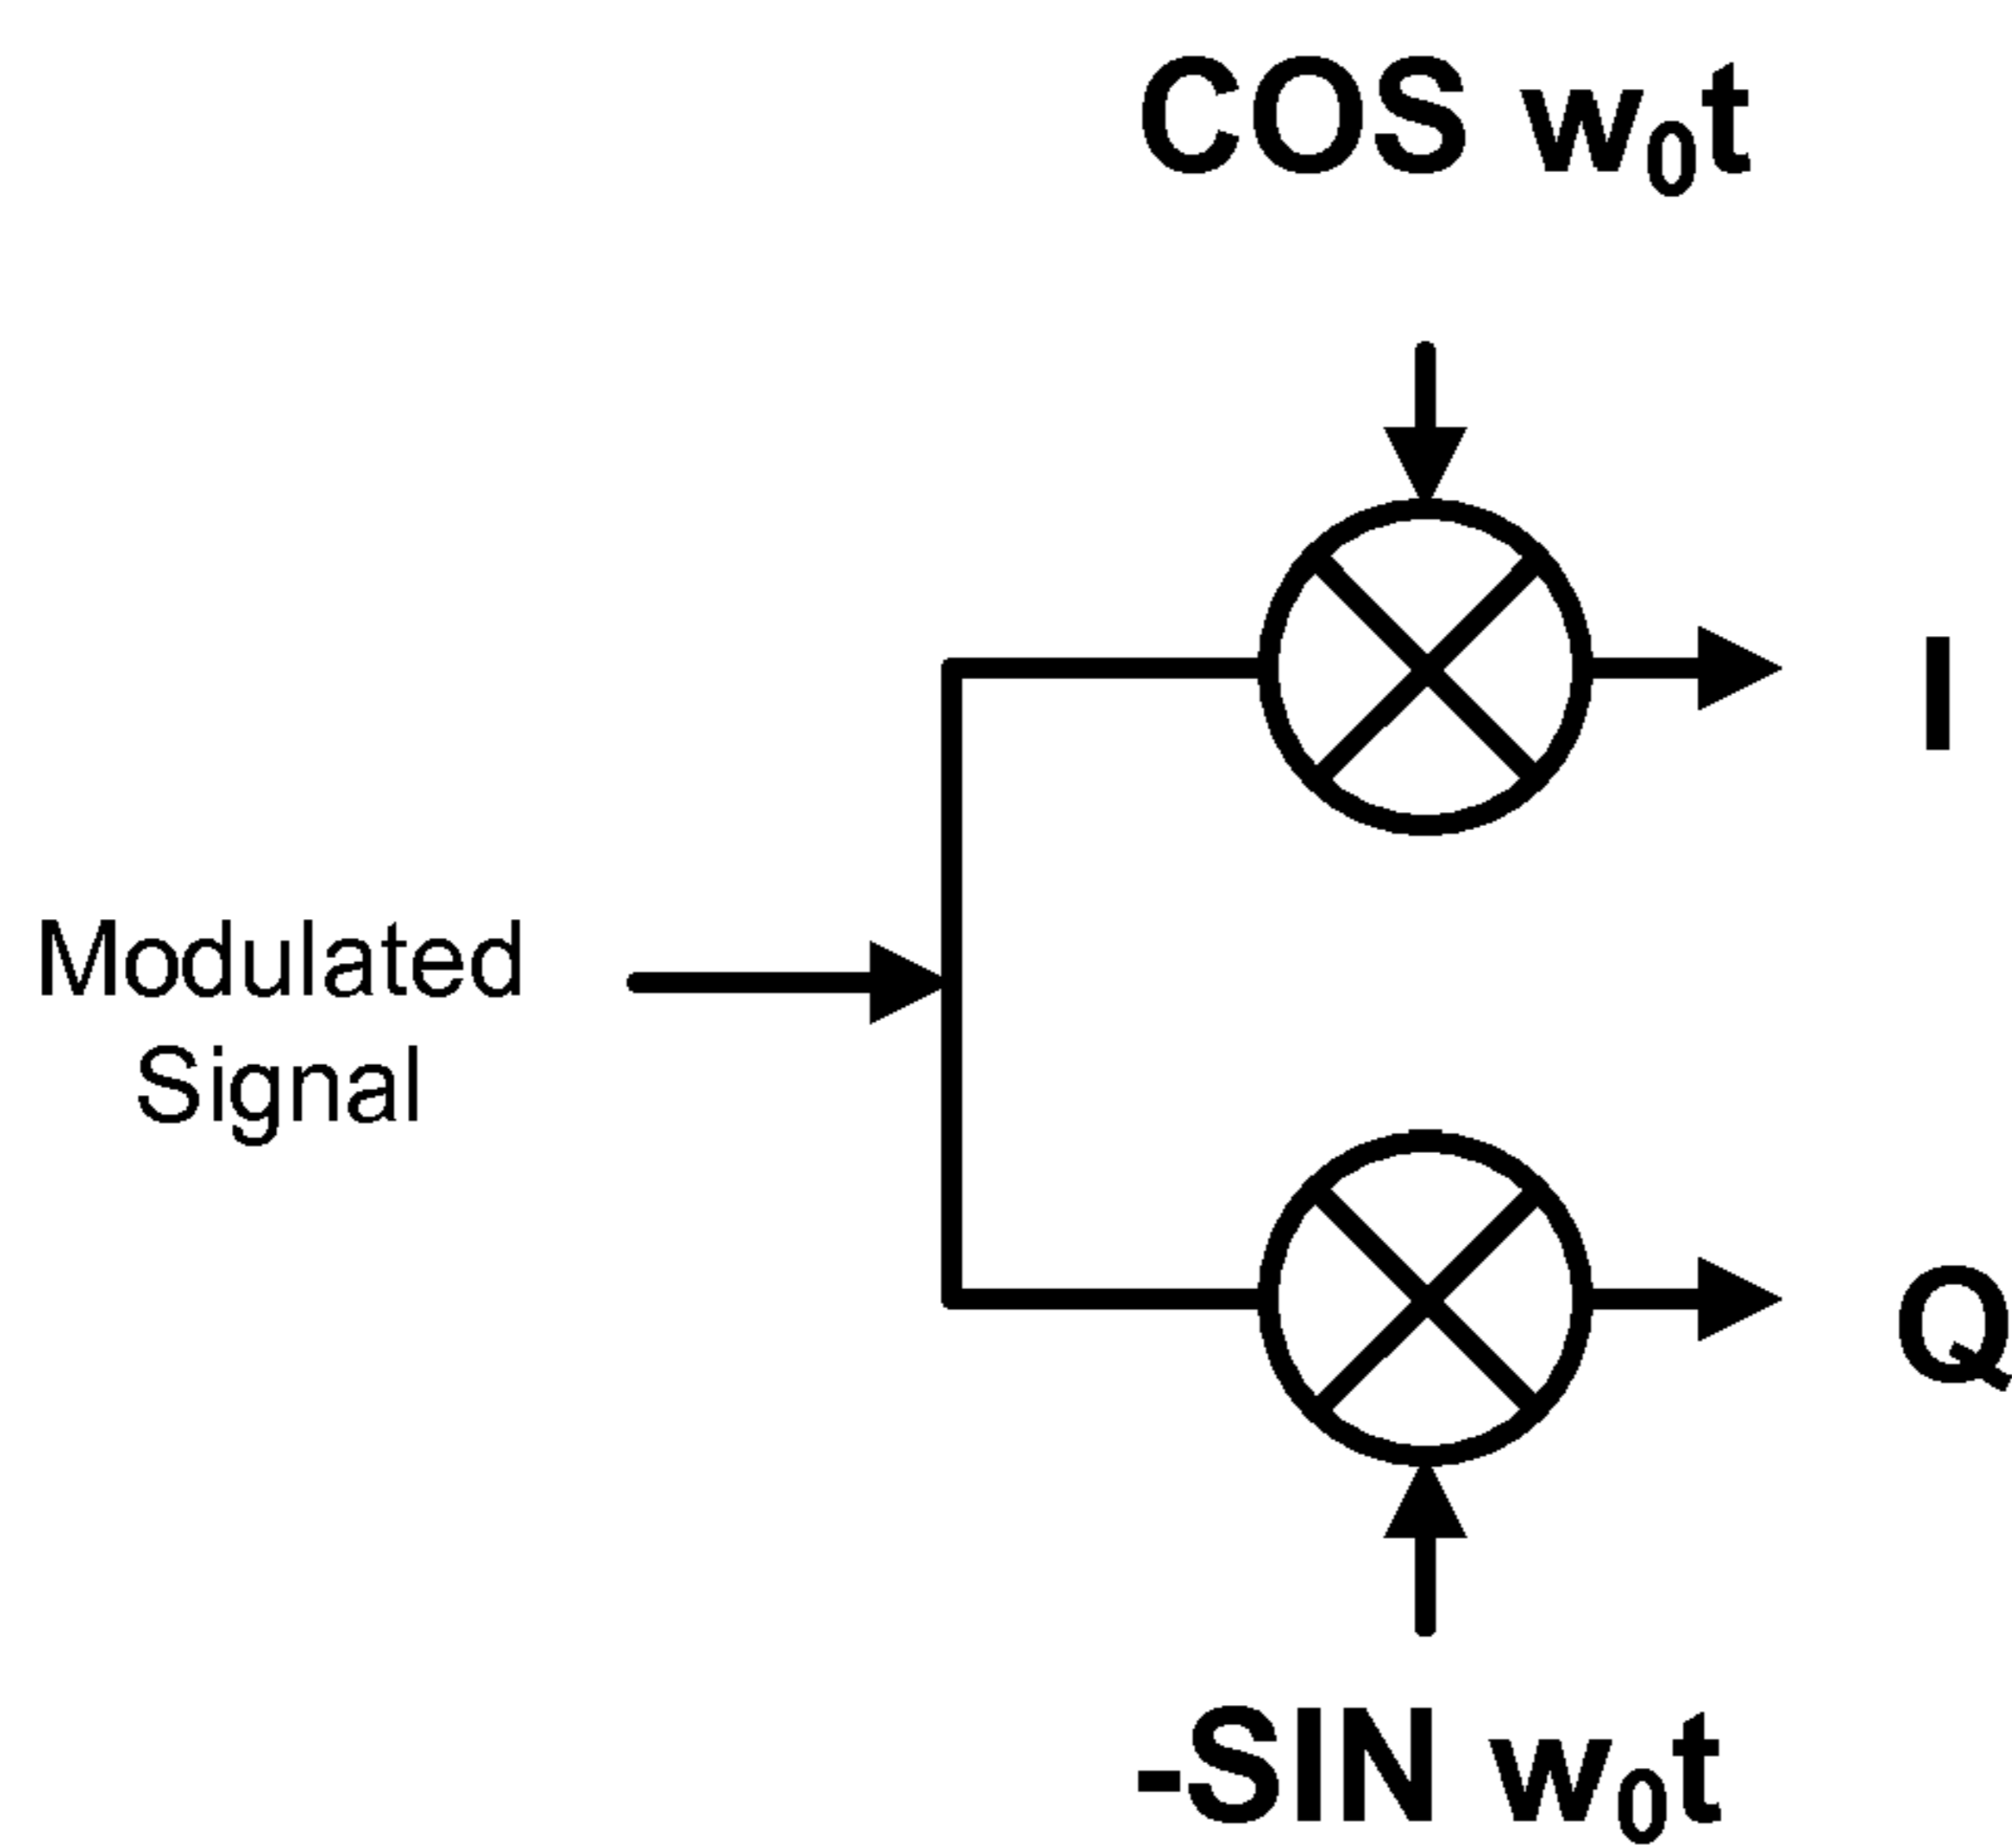 COS w₀t
I
Modulated
Signal
Q
-SIN w₀t